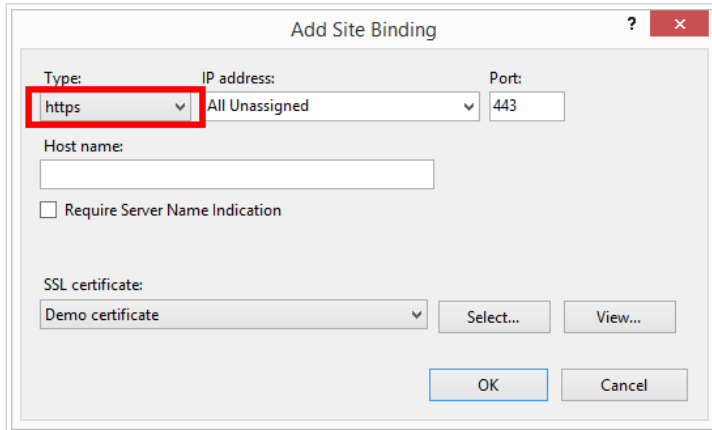 Add Site Binding
?
Type: IP address: Port:
https All Unassigned 443
Host name:
Require Server Name Indication
SSL certificate:
Demo certificate Select... View...
OK Cancel